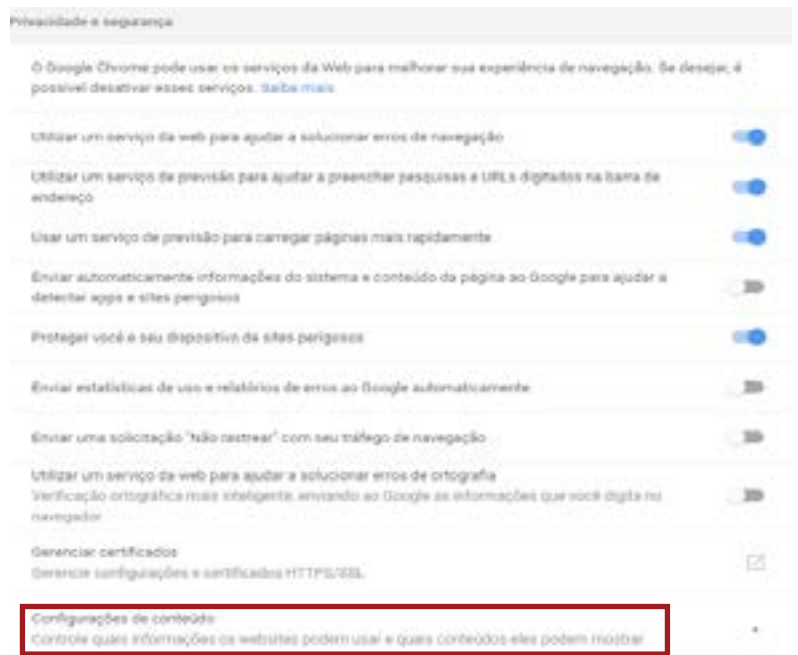 Privacidade e segurança
O Google Chrome pode usar os serviços da Web para melhorar sua experiência de navegação. Se desejar, é
possível desativar esses serviços. Saiba mais
Utilizar um serviço da web para ajudar a solucionar erros de navegação
Utilizar um serviço de previsão para ajudar a preencher pesquisas e URLs digitados na barra de
endereço
Usar um serviço de previsão para carregar páginas mais rapidamente
Enviar automaticamente informações do sistema e conteúdo da página ao Google para ajudar a
detectar apps e sites perigosos
Proteger você e seu dispositivo de sites perigosos
Enviar estatísticas de uso e relatórios de erros ao Google automaticamente
Enviar uma solicitação "Não rastrear" com seu tráfego de navegação
Utilizar um serviço da web para ajudar a solucionar erros de ortografia
Verificação ortográfica mais inteligente, enviando ao Google as informações que você digita no
navegador
Gerenciar certificados
Gerencie configurações e certificados HTTPS/SSL.
Configurações de conteúdo
Controle quais informações os websites podem usar e quais conteúdos eles podem mostrar